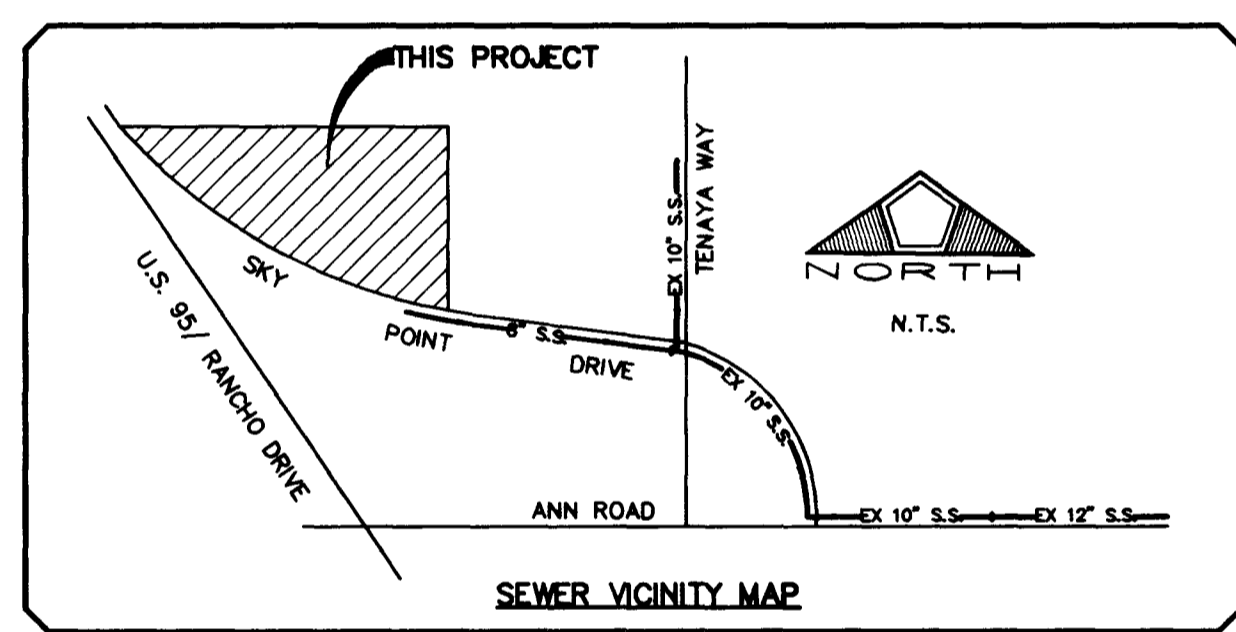 THIS PROJECT
TENAYA WAY
EX 10" S.S.
NORTH
N.T.S.
SKY
POINT
DRIVE
8" S.S.
U.S. 95/ RANCHO DRIVE
EX 10" S.S.
ANN ROAD
EX 10" S.S.
EX 12" S.S.
SEWER VICINITY MAP